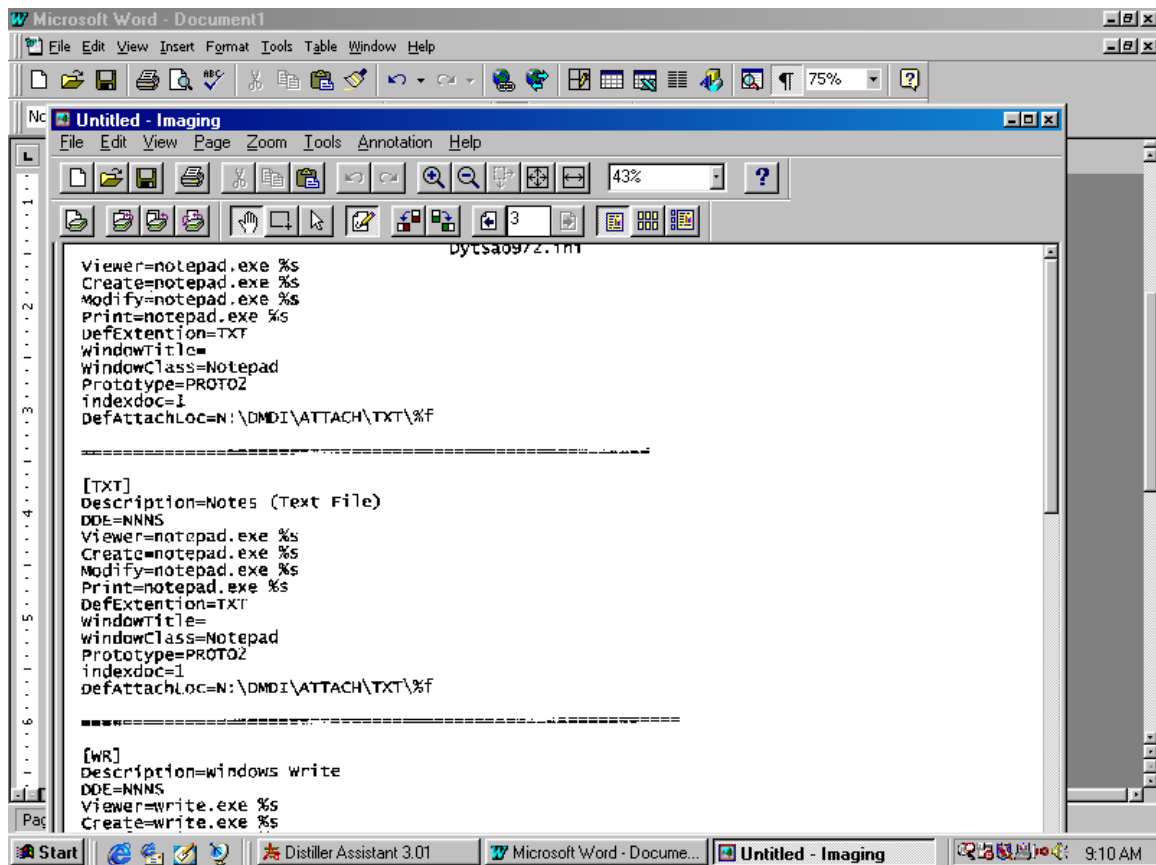 Microsoft Word - Document1
File Edit View Insert Format Tools Table Window Help
75%
Untitled - Imaging
File Edit View Page Zoom Tools Annotation Help
43%
3
Viewer=notepad.exe %s
Create=notepad.exe %s
Modify=notepad.exe %s
Print=notepad.exe %s
DefExtention=TXT
WindowTitle=
WindowClass=Notepad
Prototype=PROTO2
indexdoc=1
DefAttachLoc=N:\DMDI\ATTACH\TXT\%f
[TXT]
Description=Notes (Text File)
DDE=NNNS
Viewer=notepad.exe %s
Create=notepad.exe %s
Modify=notepad.exe %s
Print=notepad.exe %s
DefExtention=TXT
WindowTitle=
WindowClass=Notepad
Prototype=PROTO2
indexdoc=1
DefAttachLoc=N:\DMDI\ATTACH\TXT\%f
[WR]
Description=Windows Write
DDE=NNNS
Viewer=write.exe %s
Create=write.exe %s
Start Distiller Assistant 3.01 Microsoft Word - Docume... Untitled - Imaging 9:10 AM